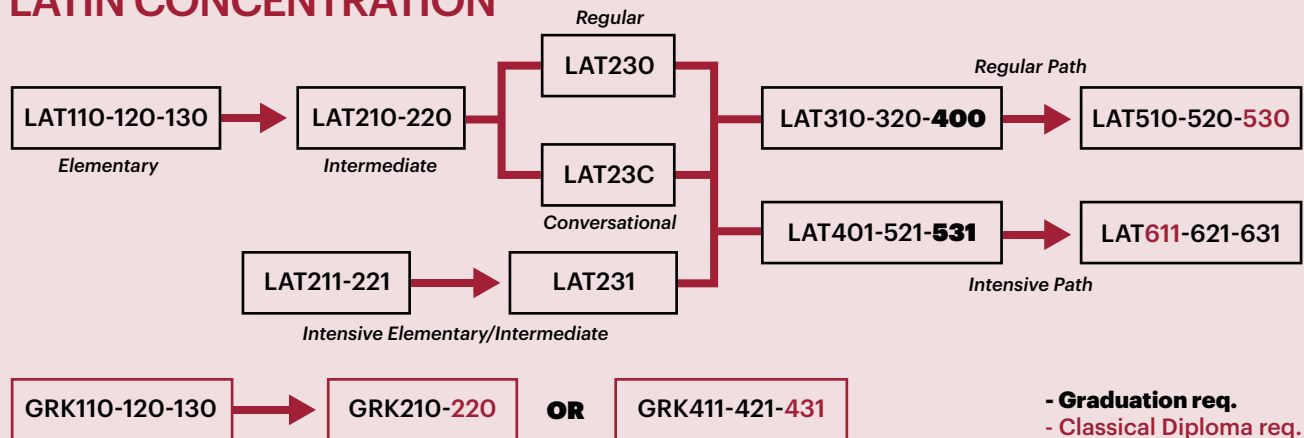 LATIN CONCENTRATION
Regular
LAT230
Regular Path
LAT110-120-130
LAT210-220
LAT310-320-400
LAT510-520-530
Elementary
Intermediate
LAT23C
Conversational
LAT401-521-531
LAT611-621-631
Intensive Path
LAT211-221
LAT231
Intensive Elementary/Intermediate
GRK110-120-130
GRK210-220
OR
GRK411-421-431
- Graduation req.
- Classical Diploma req.